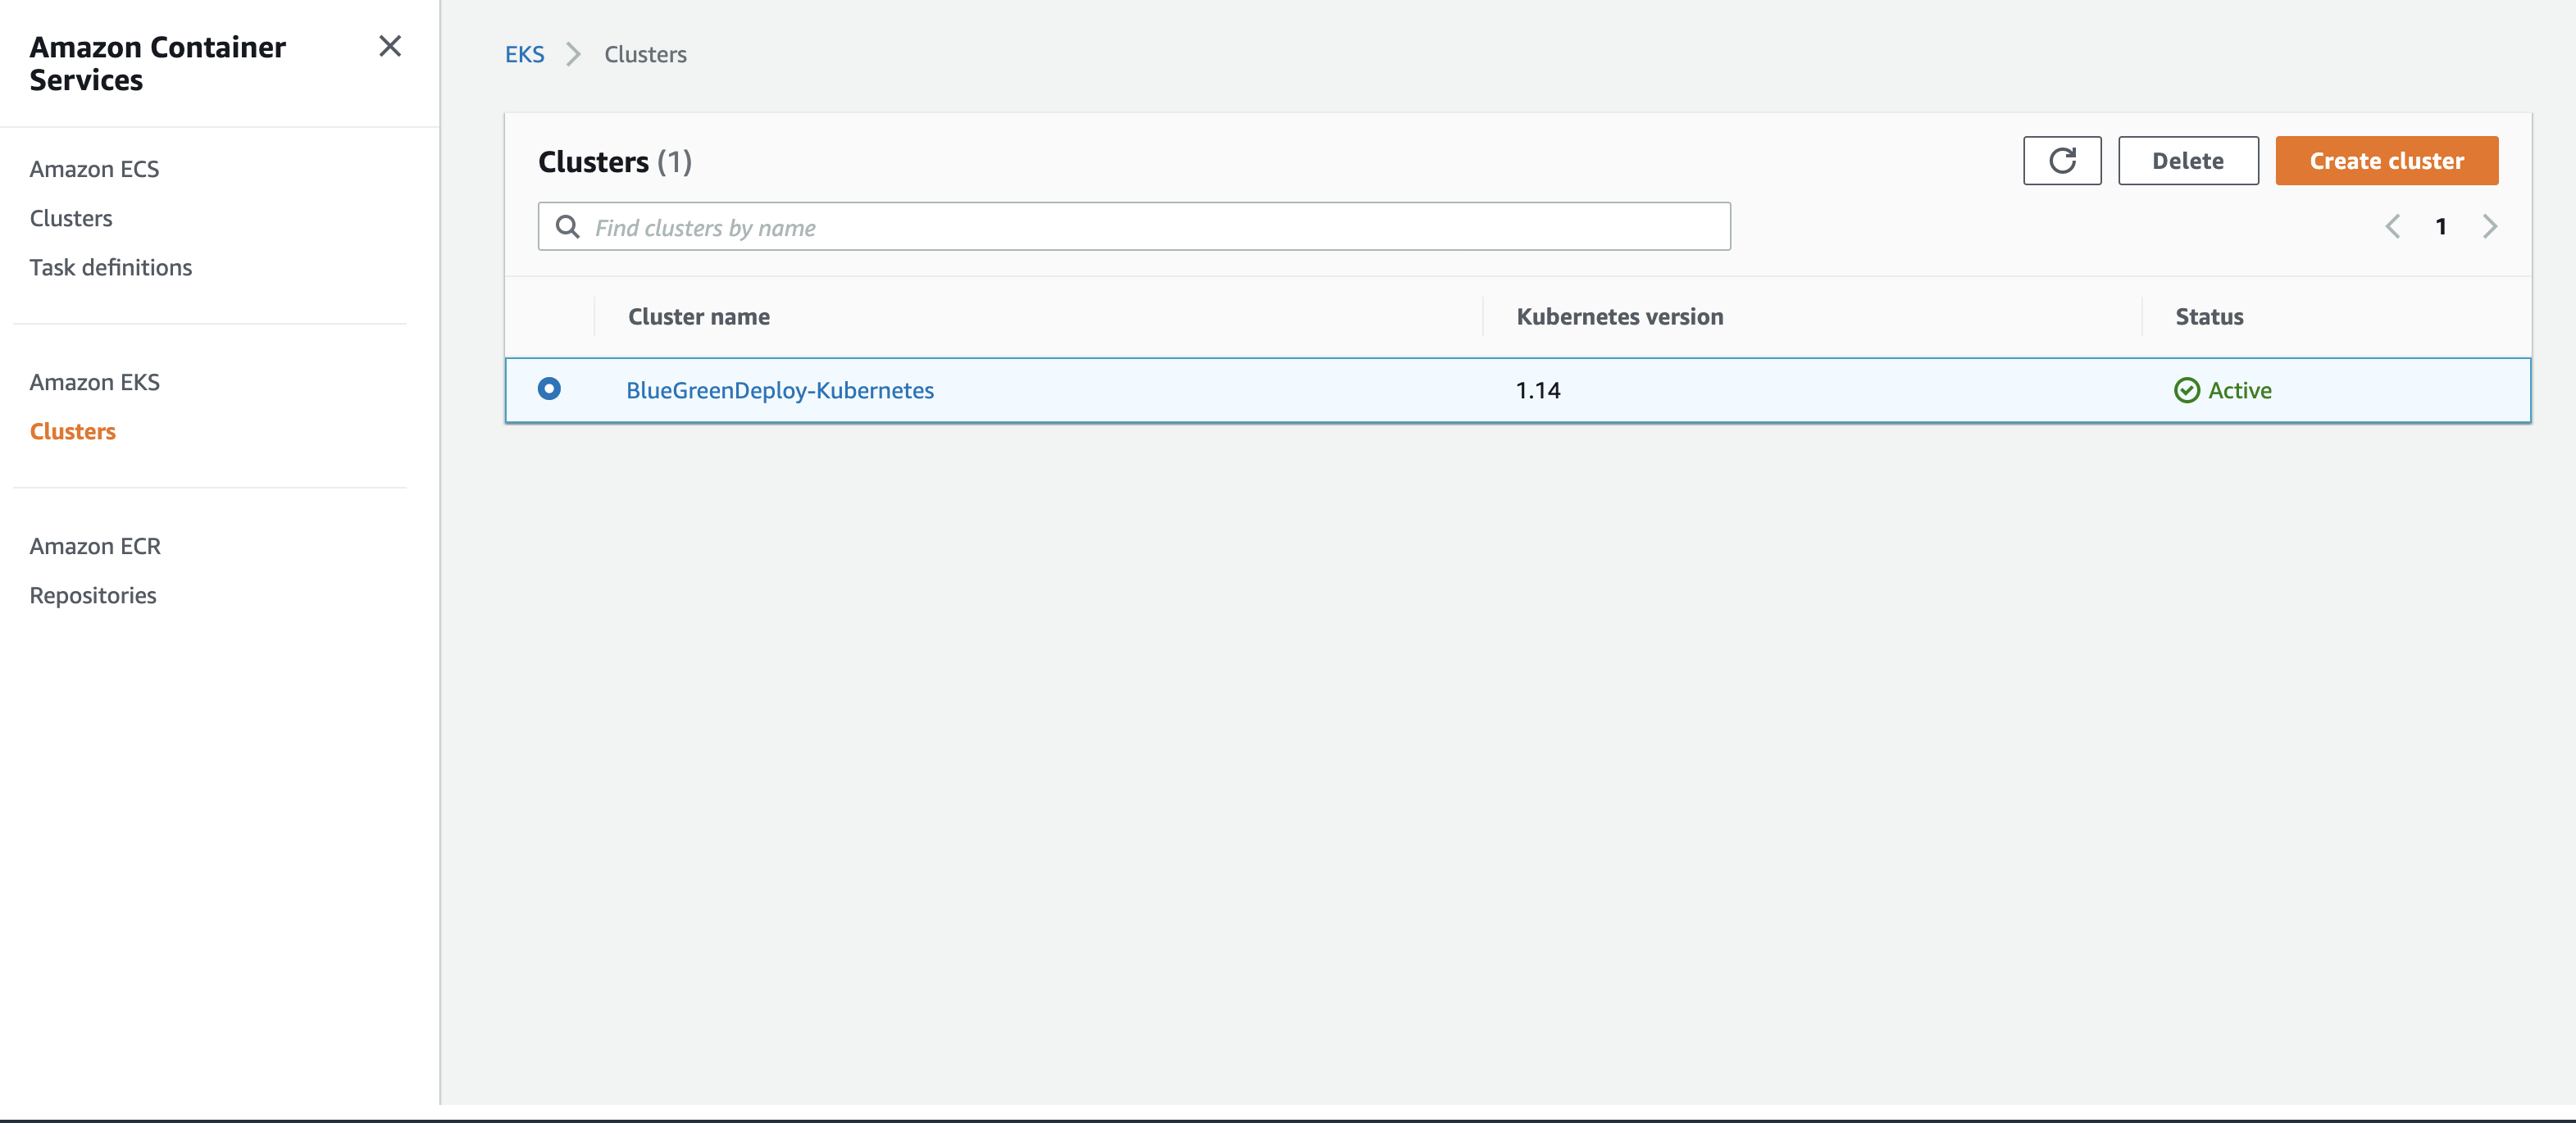 Amazon Container
Services
Amazon ECS
Clusters
Task definitions
Amazon EKS
Clusters
Amazon ECR
Repositories
EKS Clusters
Clusters (1)
Delete
Create cluster
Find clusters by name
1
Cluster name Kubernetes version Status
BlueGreenDeploy-Kubernetes 1.14 Active